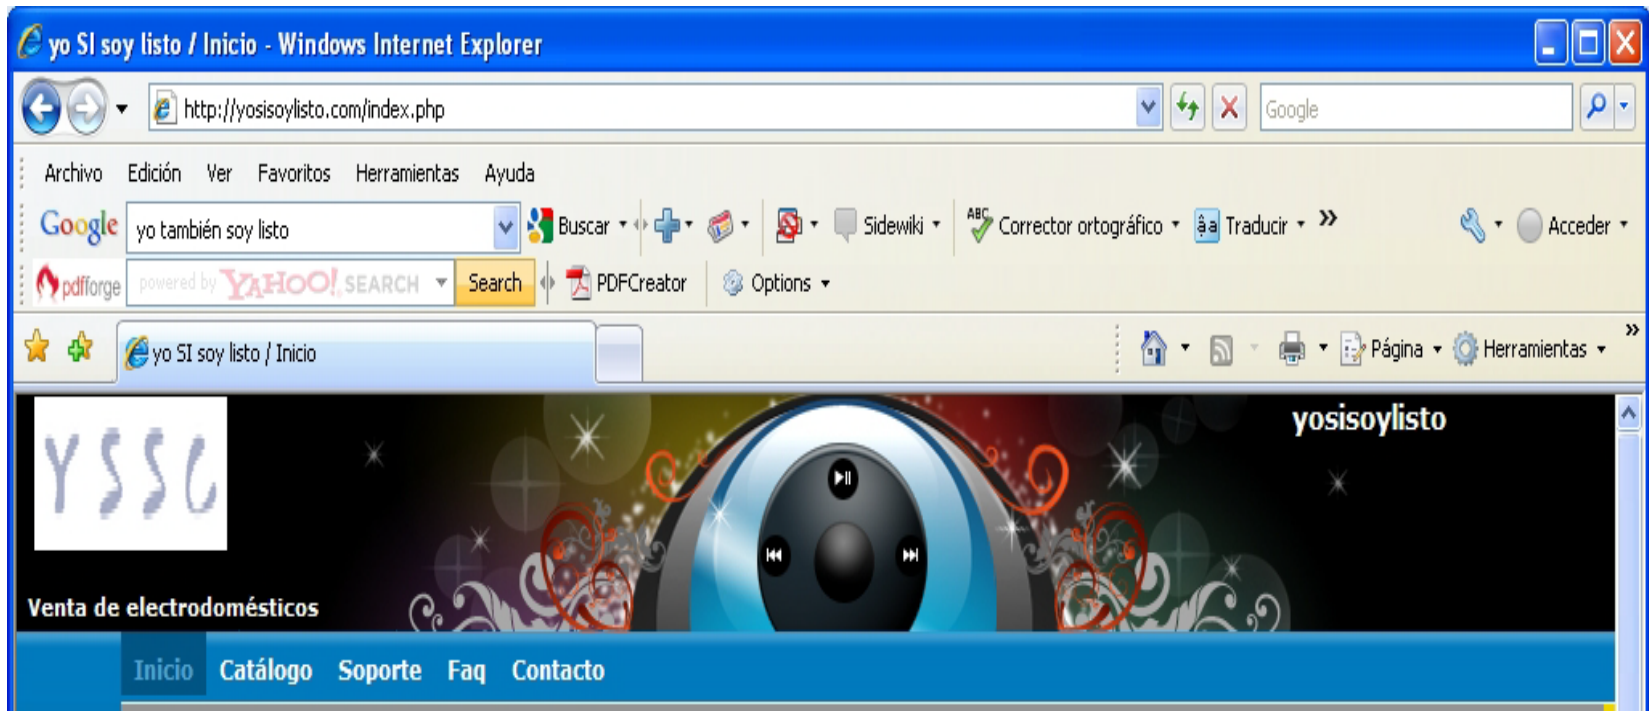 yo SI soy listo / Inicio - Windows Internet Explorer
http://yosisoylisto.com/index.php
Google
Archivo Edición Ver Favoritos Herramientas Ayuda
Google yo también soy listo Buscar Sidewiki ABC Corrector ortográfico âa Traducir » Acceder
pdfforge powered by YAHOO! SEARCH Search PDFCreator Options
yo SI soy listo / Inicio Página Herramientas »
yosisoylisto
Venta de electrodomésticos
Inicio Catálogo Soporte Faq Contacto